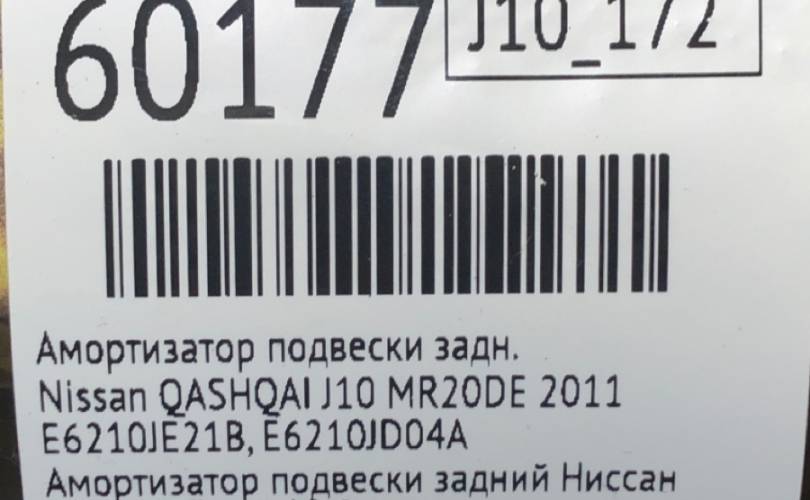 60177
J10_172
Амортизатор подвески задн.
Nissan QASHQAI J10 MR20DE 2011
E6210JE21B, E6210JD04A
Амортизатор подвески задний Ниссан